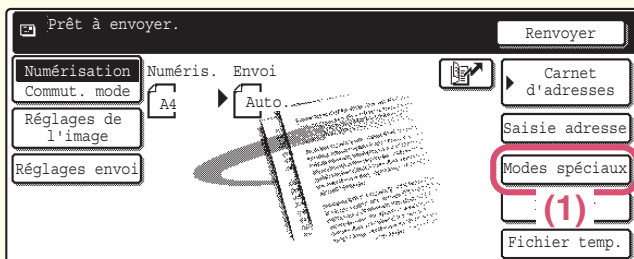 Prêt à envoyer.
Renvoyer
Numérisation
Commut. mode
Numéris.
Envoi
A4
Auto.
Réglages de
l'image
Réglages envoi
Carnet
d'adresses
Saisie adresse
Modes spéciaux
(1)
Fichier temp.